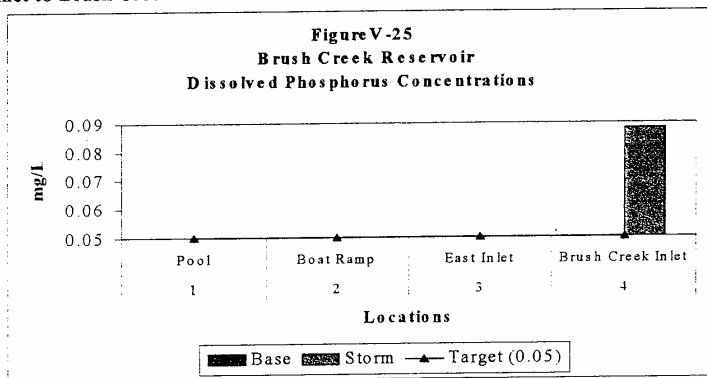 Figure V-25
Brush Creek Reservoir
Dissolved Phosphorus Concentrations
0.09
0.08
0.07
0.06
0.05
mg/L
Pool Boat Ramp East Inlet Brush Creek Inlet
1 2 3 4
Locations
Base Storm Target (0.05)